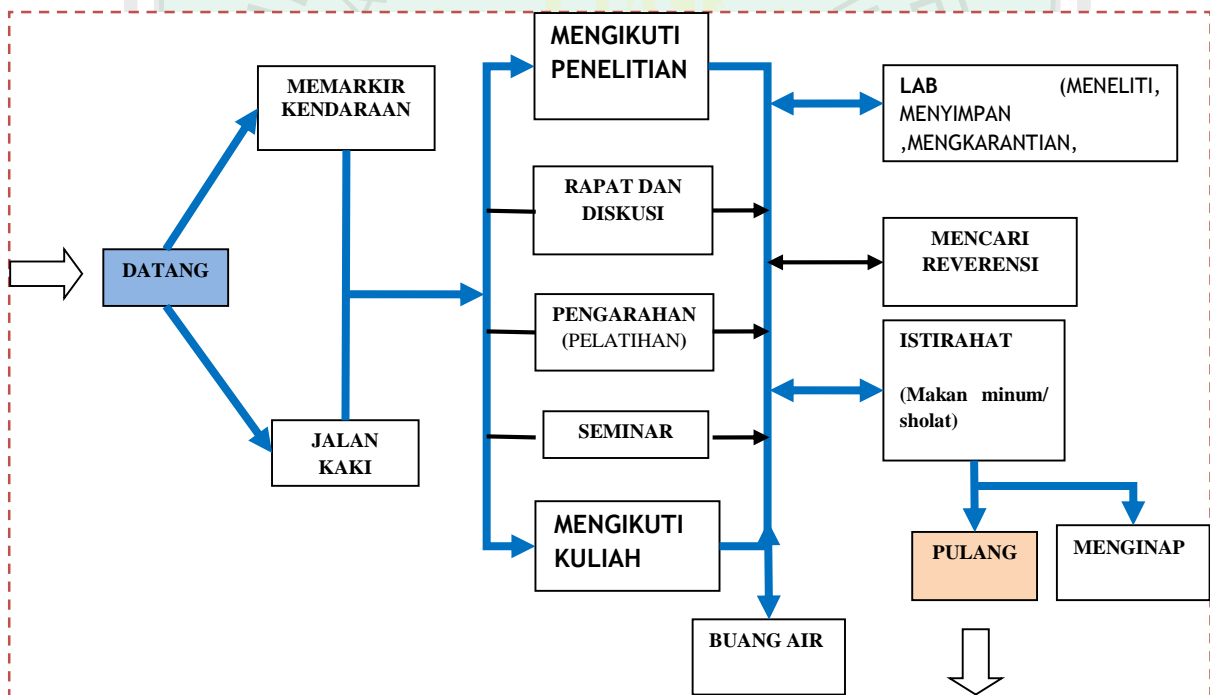 MENGIKUTI
PENELITIAN
MEMARKIR
KENDARAAN
LAB (MENELITI,
MENYIMPAN
,MENGKARANTIAN,
RAPAT DAN
DISKUSI
MENCARI
REVERENSI
DATANG
PENGARAHAN
(PELATIHAN)
ISTIRAHAT
(Makan minum/
sholat)
SEMINAR
JALAN
KAKI
MENGIKUTI
KULIAH
PULANG
MENGINAP
BUANG AIR